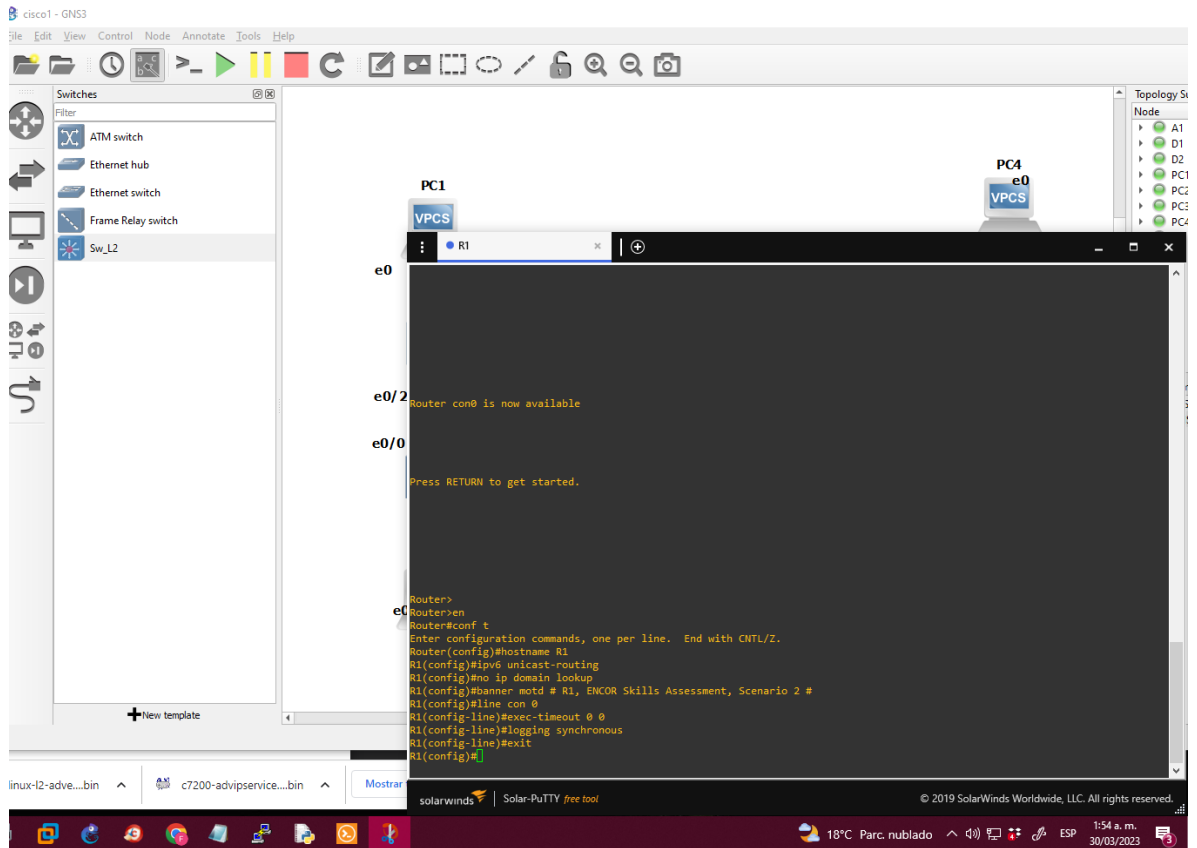 cisco1 - GNS3
File Edit View Control Node Annotate Tools Help
Switches
Filter
ATM switch
Ethernet hub
Ethernet switch
Frame Relay switch
Sw_L2
New template
PC1
VPCS
e0
e0/2
e0/0
PC4
e0
VPCS
Topology Su
Node
A1
D1
D2
PC1
PC2
PC3
PC4
R1
Router con0 is now available
Press RETURN to get started.
Router>
Router>en
Router#conf t
Enter configuration commands, one per line. End with CNTL/Z.
Router(config)#hostname R1
R1(config)#ipv6 unicast-routing
R1(config)#no ip domain lookup
R1(config)#banner motd # R1, ENCOR Skills Assessment, Scenario 2 #
R1(config)#line con 0
R1(config-line)#exec-timeout 0 0
R1(config-line)#logging synchronous
R1(config-line)#exit
R1(config)#
solarwinds Solar-PuTTY free tool
© 2019 SolarWinds Worldwide, LLC. All rights reserved.
linux-l2-adve....bin
c7200-advipservice....bin
Mostrar
18°C Parc. nublado
ESP
1:54 a. m.
30/03/2023
3